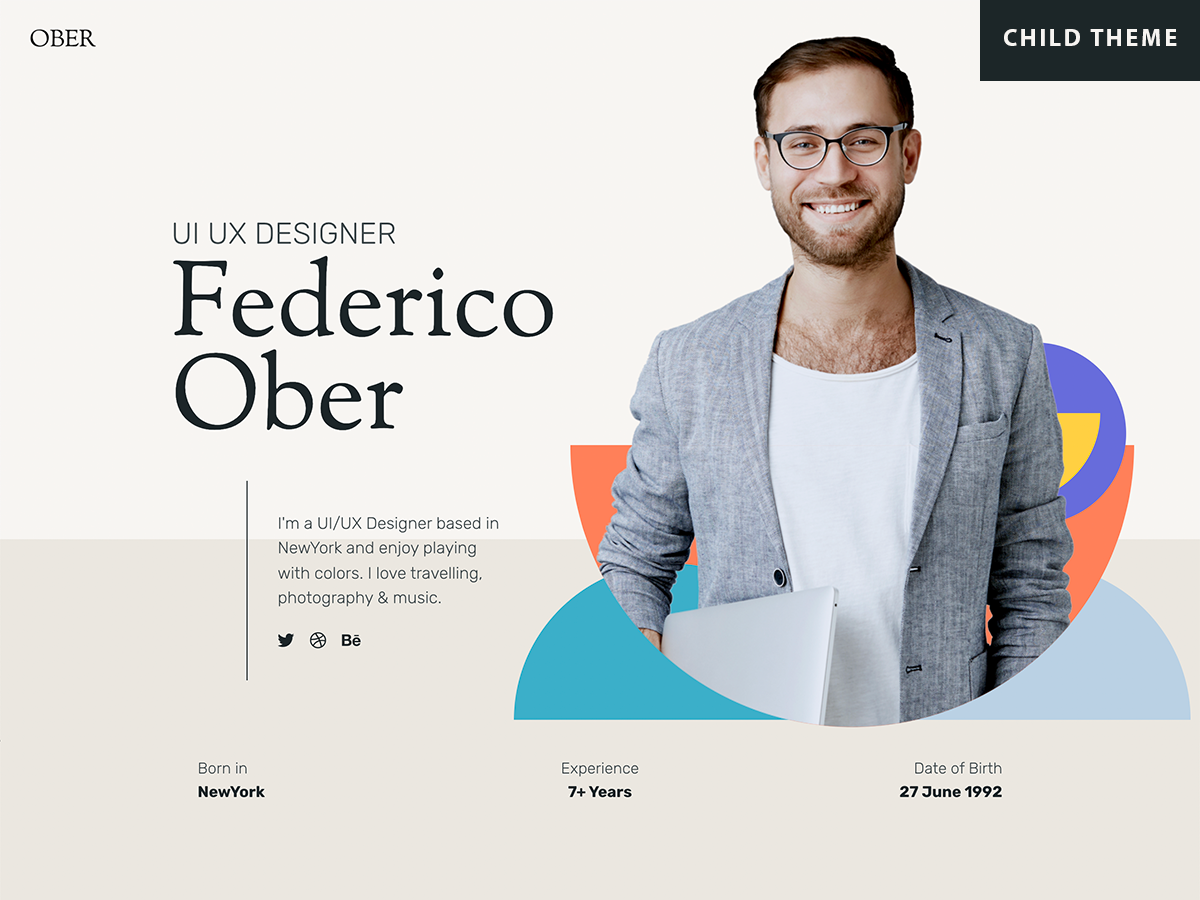 OBER
CHILD THEME
UI UX DESIGNER
Federico
Ober
I'm a UI/UX Designer based in
NewYork and enjoy playing
with colors. I love travelling,
photography & music.
Bē
Born in
NewYork
Experience
7+ Years
Date of Birth
27 June 1992